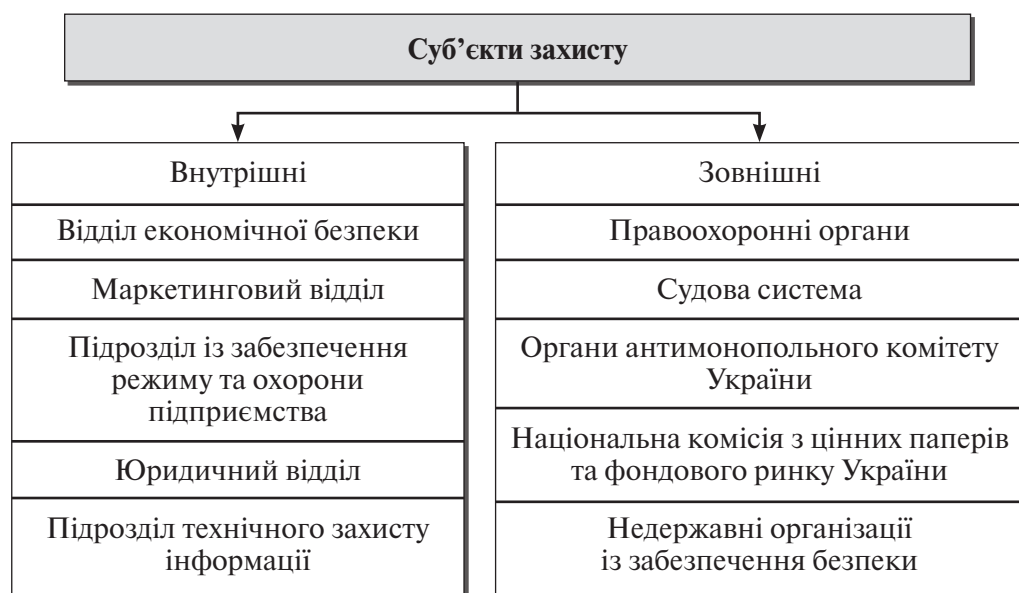 Суб’єкти захисту
Внутрішні
Відділ економічної безпеки
Маркетинговий відділ
Підрозділ із забезпечення
режиму та охорони
підприємства
Юридичний відділ
Підрозділ технічного захисту
інформації
Зовнішні
Правоохоронні органи
Судова система
Органи антимонопольного комітету
України
Національна комісія з цінних паперів
та фондового ринку України
Недержавні організації
із забезпечення безпеки